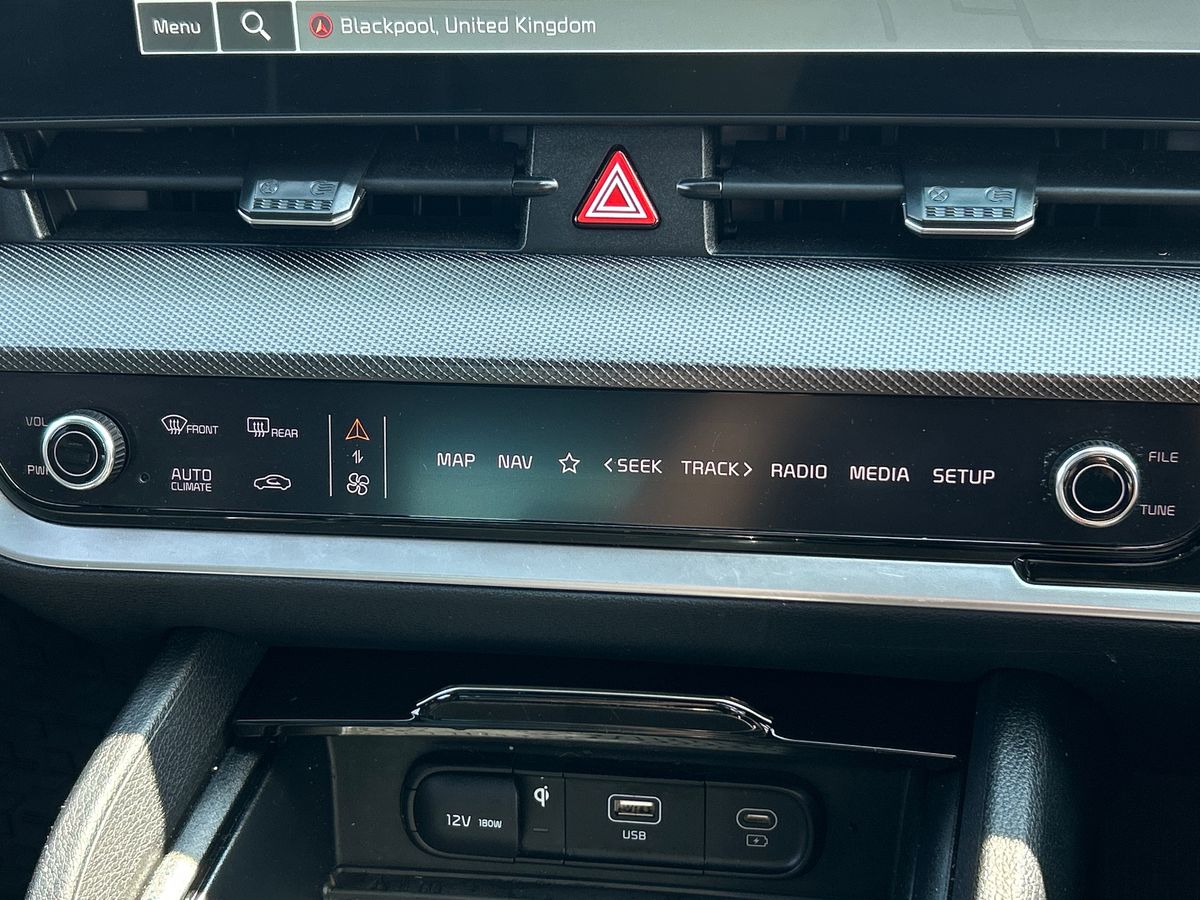 Menu
Blackpool, United Kingdom
VOL
PWR
FRONT
REAR
AUTO
CLIMATE
MAP
NAV
<SEEK
TRACK>
RADIO
MEDIA
SETUP
FILE
TUNE
12V 180W
USB